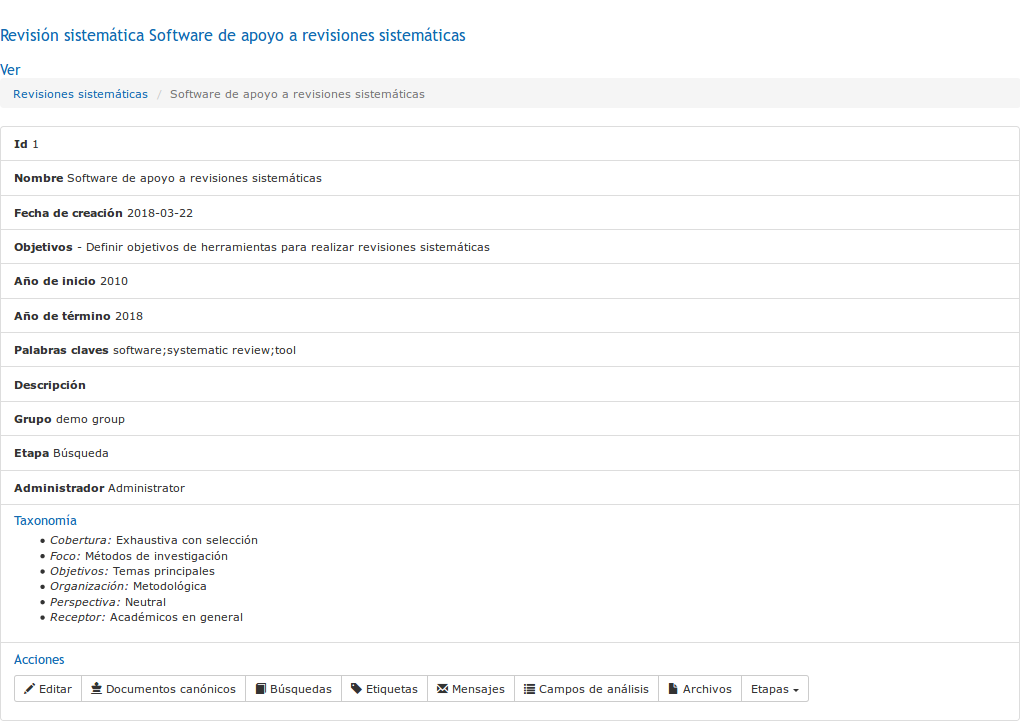 Revisión sistemática Software de apoyo a revisiones sistemáticas
Ver
Revisiones sistemáticas / Software de apoyo a revisiones sistemáticas
Id 1
Nombre Software de apoyo a revisiones sistemáticas
Fecha de creación 2018-03-22
Objetivos - Definir objetivos de herramientas para realizar revisiones sistemáticas
Año de inicio 2010
Año de término 2018
Palabras claves software;systematic review;tool
Descripción
Grupo demo group
Etapa Búsqueda
Administrador Administrator
Taxonomía
• Cobertura: Exhaustiva con selección
• Foco: Métodos de investigación
• Objetivos: Temas principales
• Organización: Metodológica
• Perspectiva: Neutral
• Receptor: Académicos en general
Acciones
Editar Documentos canónicos Búsquedas Etiquetas Mensajes Campos de análisis Archivos Etapas